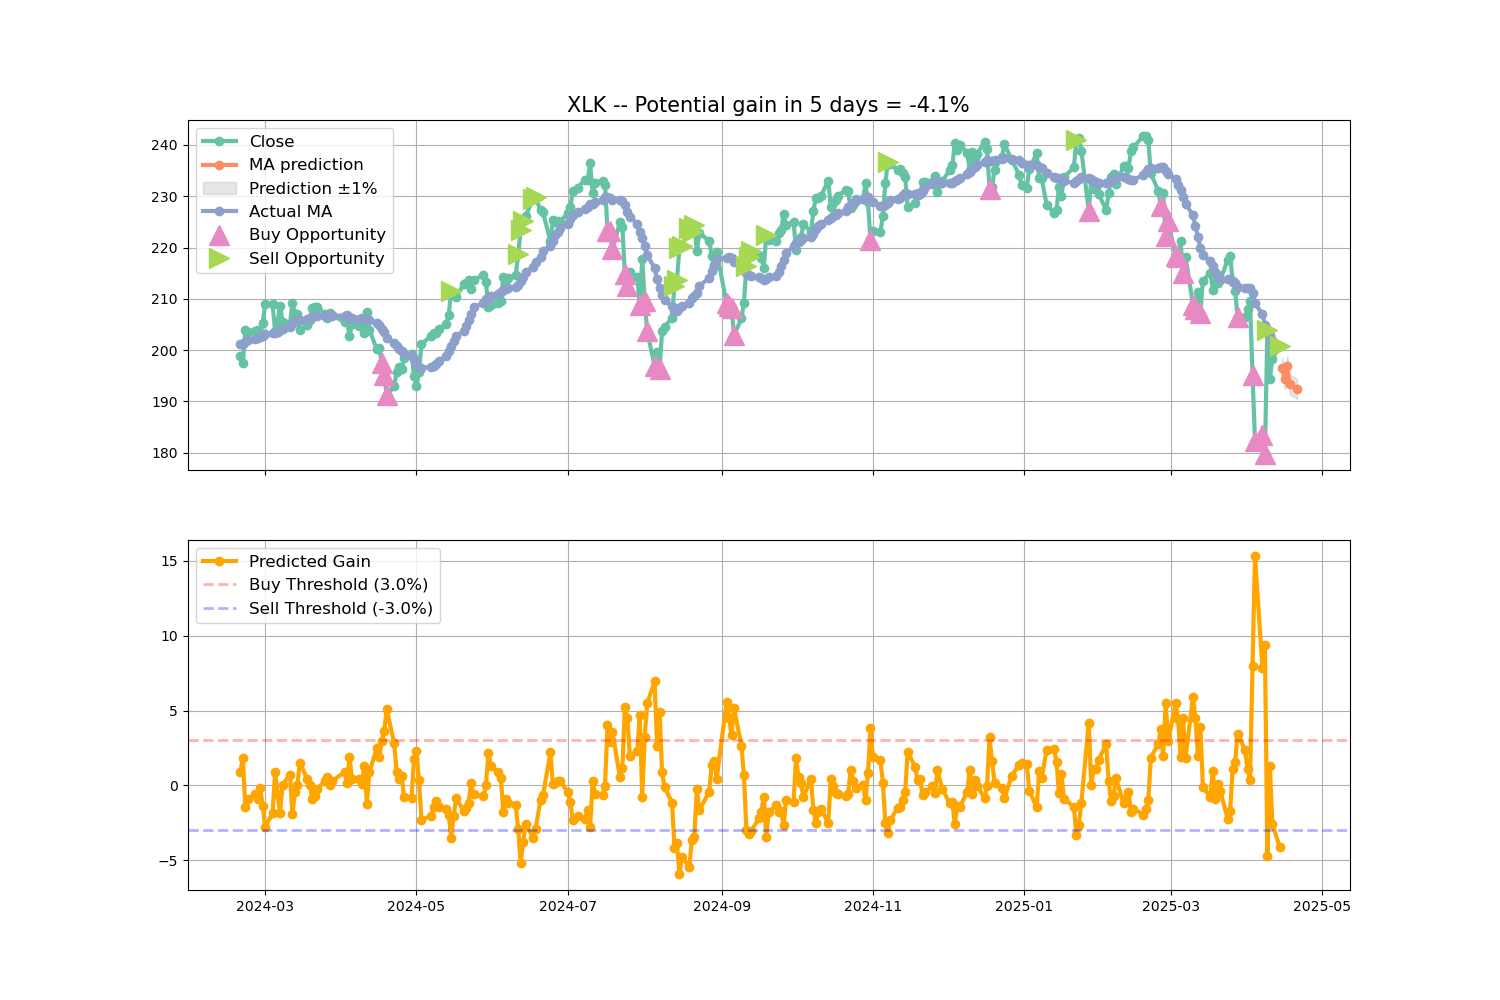 XLK -- Potential gain in 5 days = -4.1%
240
230
220
210
200
190
180
Close
MA prediction
Prediction ±1%
Actual MA
Buy Opportunity
Sell Opportunity
15
10
5
0
−5
Predicted Gain
Buy Threshold (3.0%)
Sell Threshold (-3.0%)
2024-03
2024-05
2024-07
2024-09
2024-11
2025-01
2025-03
2025-05